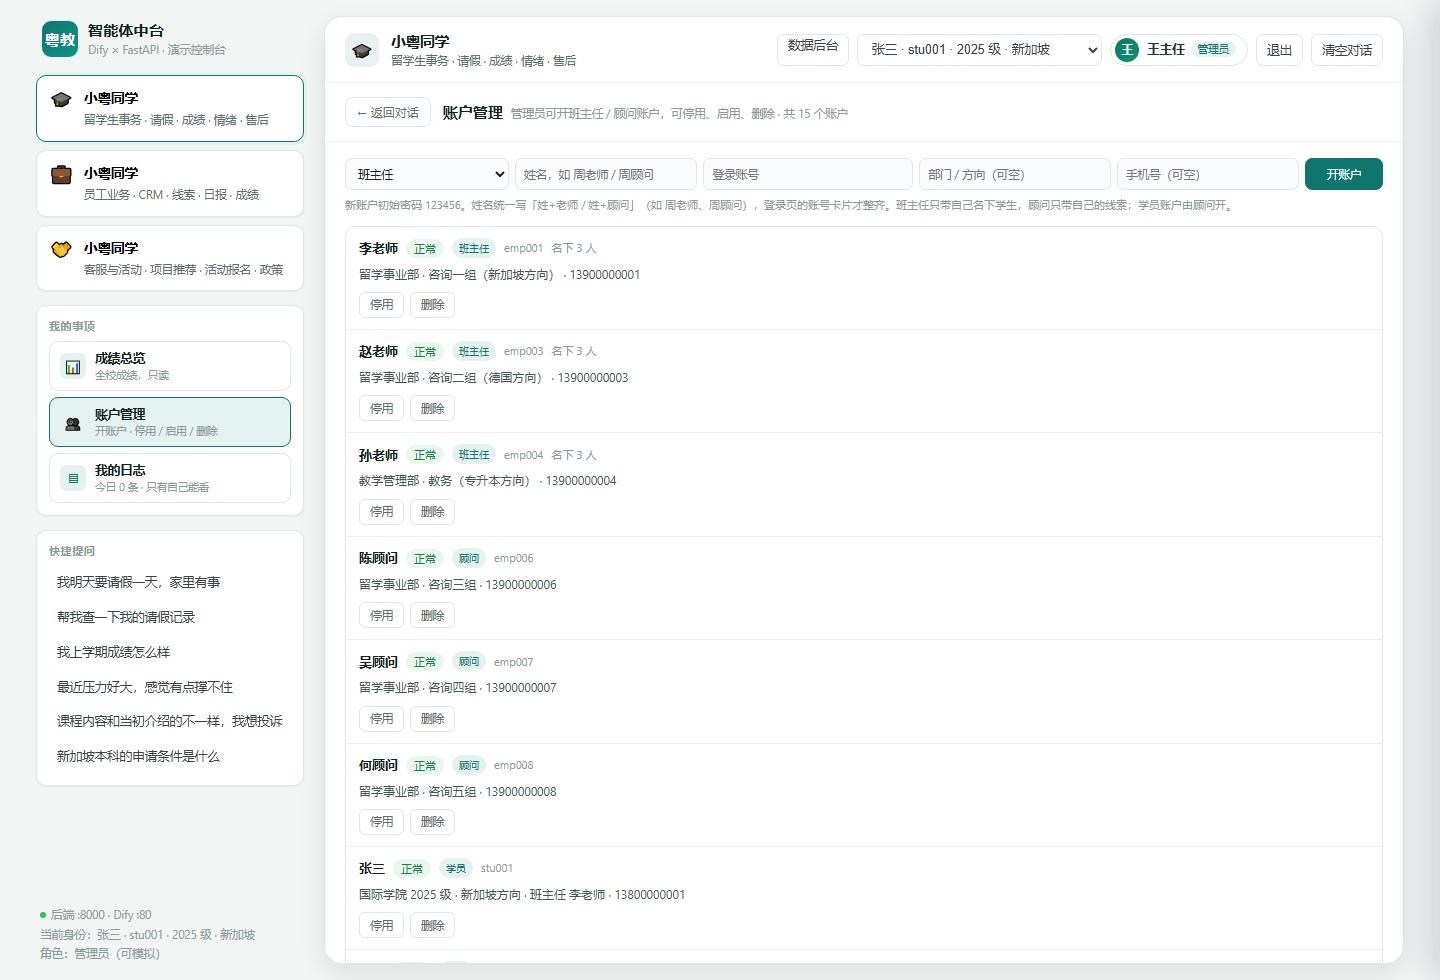 粤教
智能体中台
Dify × FastAPI · 演示控制台
小粤同学
留学生事务 · 请假 · 成绩 · 情绪 · 售后
小粤同学
员工业务 · CRM · 线索 · 日报 · 成绩
小粤同学
客服与活动 · 项目推荐 · 活动报名 · 政策
我的事项
成绩总览
全校成绩，只读
账户管理
开账户 · 停用 / 启用 / 删除
我的日志
今日 0 条 · 只有自己能看
快捷提问
我明天要请假一天，家里有事
帮我查一下我的请假记录
我上学期成绩怎么样
最近压力好大，感觉有点撑不住
课程内容和当初介绍的不一样，我想投诉
新加坡本科的申请条件是什么
后端 :8000 · Dify :80
当前身份：张三 · stu001 · 2025 级 · 新加坡
角色：管理员（可模拟）
小粤同学
留学生事务 · 请假 · 成绩 · 情绪 · 售后
数据后台
张三 · stu001 · 2025 级 · 新加坡
王 王主任 管理员
退出
清空对话
← 返回对话
账户管理 管理员可开班主任 / 顾问账户，可停用、启用、删除 · 共 15 个账户
班主任
姓名，如 周老师 / 周顾问
登录账号
部门 / 方向（可空）
手机号（可空）
开账户
新账户初始密码 123456。姓名统一写「姓+老师 / 姓+顾问」（如 周老师、周顾问），登录页的账号卡片才整齐。班主任只带自己名下学生，顾问只带自己的线索；学员账户由顾问开。
李老师 正常 班主任 emp001 名下 3 人
留学事业部 · 咨询一组（新加坡方向） · 13900000001
停用 删除
赵老师 正常 班主任 emp003 名下 3 人
留学事业部 · 咨询二组（德国方向） · 13900000003
停用 删除
孙老师 正常 班主任 emp004 名下 3 人
教学管理部 · 教务（专升本方向） · 13900000004
停用 删除
陈顾问 正常 顾问 emp006
留学事业部 · 咨询三组 · 13900000006
停用 删除
吴顾问 正常 顾问 emp007
留学事业部 · 咨询四组 · 13900000007
停用 删除
何顾问 正常 顾问 emp008
留学事业部 · 咨询五组 · 13900000008
停用 删除
张三 正常 学员 stu001
国际学院 2025 级 · 新加坡方向 · 班主任 李老师 · 13800000001
停用 删除